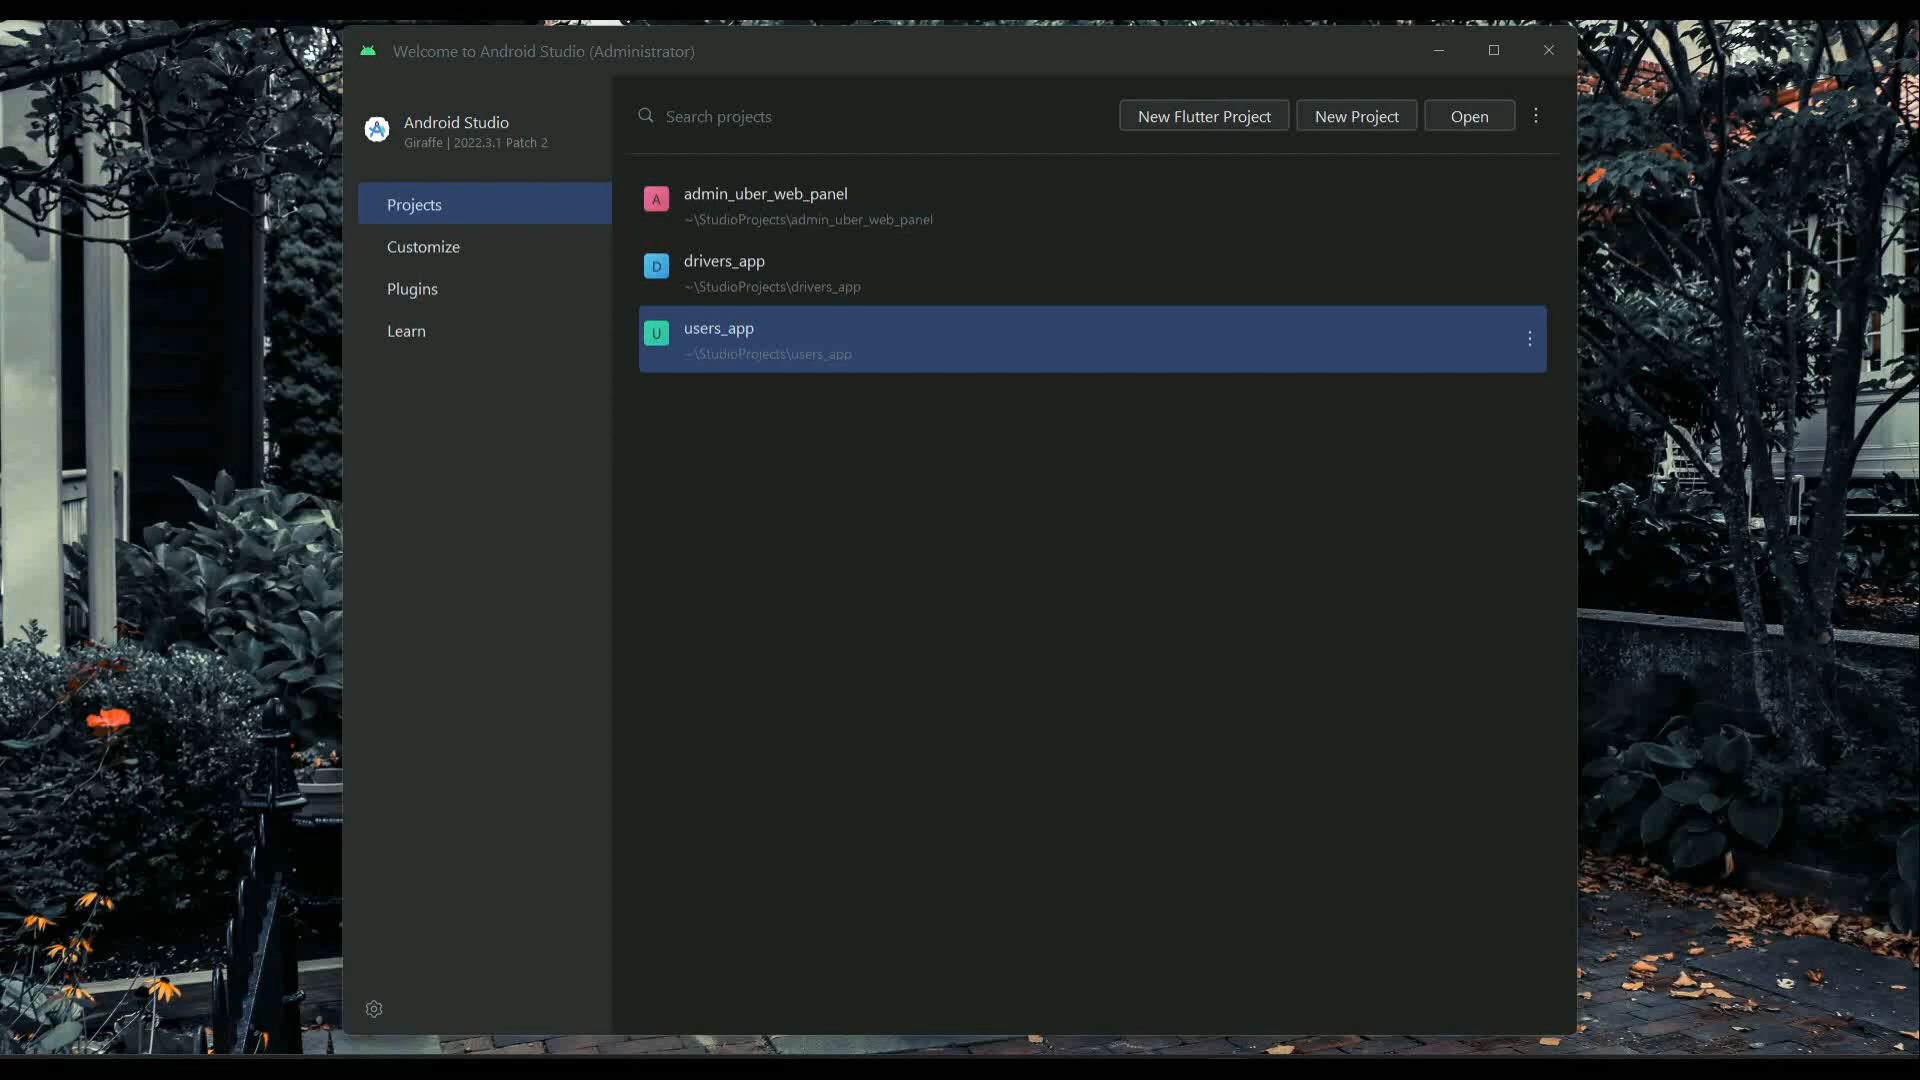 Welcome to Android Studio (Administrator)
Android Studio
Giraffe | 2022.3.1 Patch 2
Projects
Customize
Plugins
Learn
Search projects
New Flutter Project
New Project
Open
A
admin_uber_web_panel
~\StudioProjects\admin_uber_web_panel
D
drivers_app
~\StudioProjects\drivers_app
U
users_app
~\StudioProjects\users_app